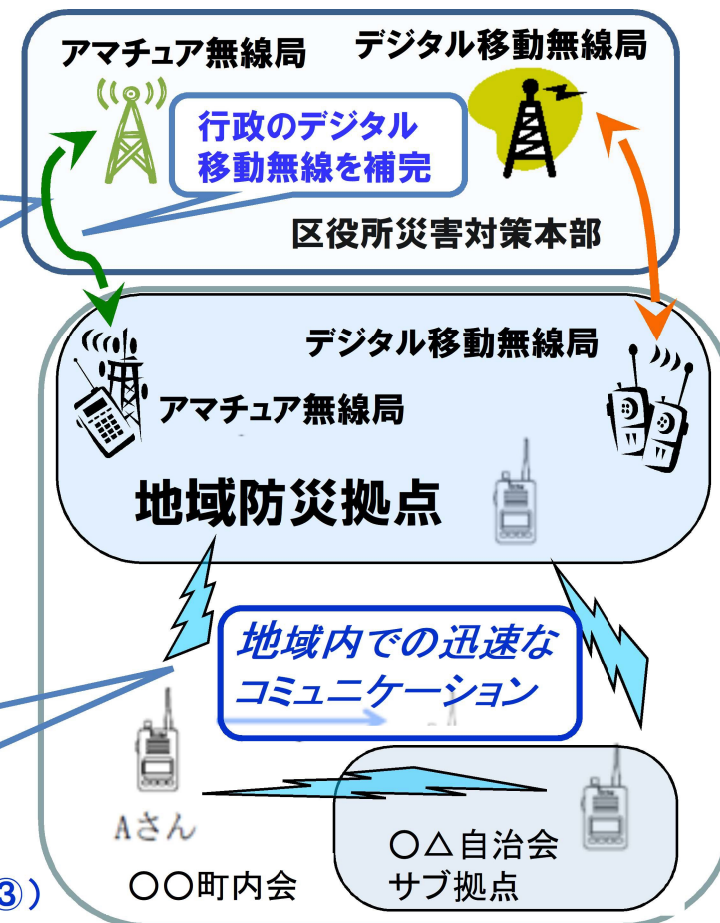 アマチュア無線局
デジタル移動無線局
行政のデジタル
移動無線を補完
区役所災害対策本部
デジタル移動無線局
アマチュア無線局
地域防災拠点
地域内での迅速な
コミュニケーション
Aさん
〇〇町内会
〇△自治会
サブ拠点
③）